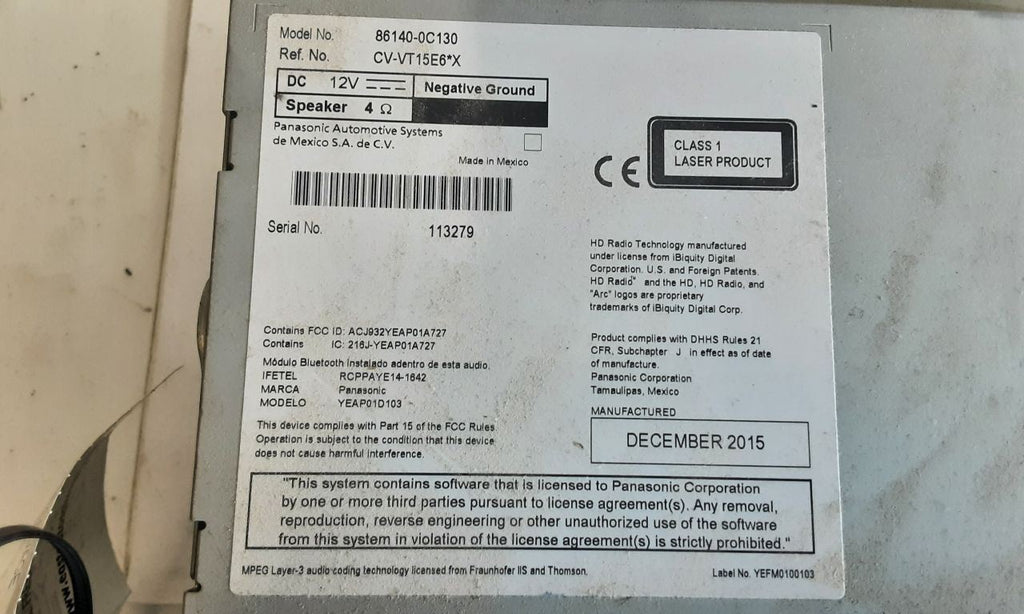 Model No. 86140-0C130
Ref. No. CV-VT15E6*X
DC 12V Negative Ground
Speaker 4 Ω
Panasonic Automotive Systems
de Mexico S.A. de C.V.
Made in Mexico
CE
CLASS 1
LASER PRODUCT
Serial No. 113279
HD Radio Technology manufactured
under license from iBiquity Digital
Corporation. U.S. and Foreign Patents.
HD Radio™ and the HD, HD Radio, and
"Arc" logos are proprietary
trademarks of iBiquity Digital Corp.
Contains FCC ID: ACJ932YEAP01A727
Contains IC: 216J-YEAP01A727
Módulo Bluetooth Instalado adentro de esta audio.
IFETEL RCPPAYE14-1642
MARCA Panasonic
MODELO YEAP01D103
This device complies with Part 15 of the FCC Rules.
Operation is subject to the condition that this device
does not cause harmful interference.
Product complies with DHHS Rules 21
CFR, Subchapter J in effect as of date
of manufacture.
Panasonic Corporation
Tamaulipas, Mexico
MANUFACTURED
DECEMBER 2015
"This system contains software that is licensed to Panasonic Corporation
by one or more third parties pursuant to license agreement(s). Any removal,
reproduction, reverse engineering or other unauthorized use of the software
from this system in violation of the license agreement(s) is strictly prohibited."
MPEG Layer-3 audio coding technology licensed from Fraunhofer IIS and Thomson.
Label No. YEFM0100103